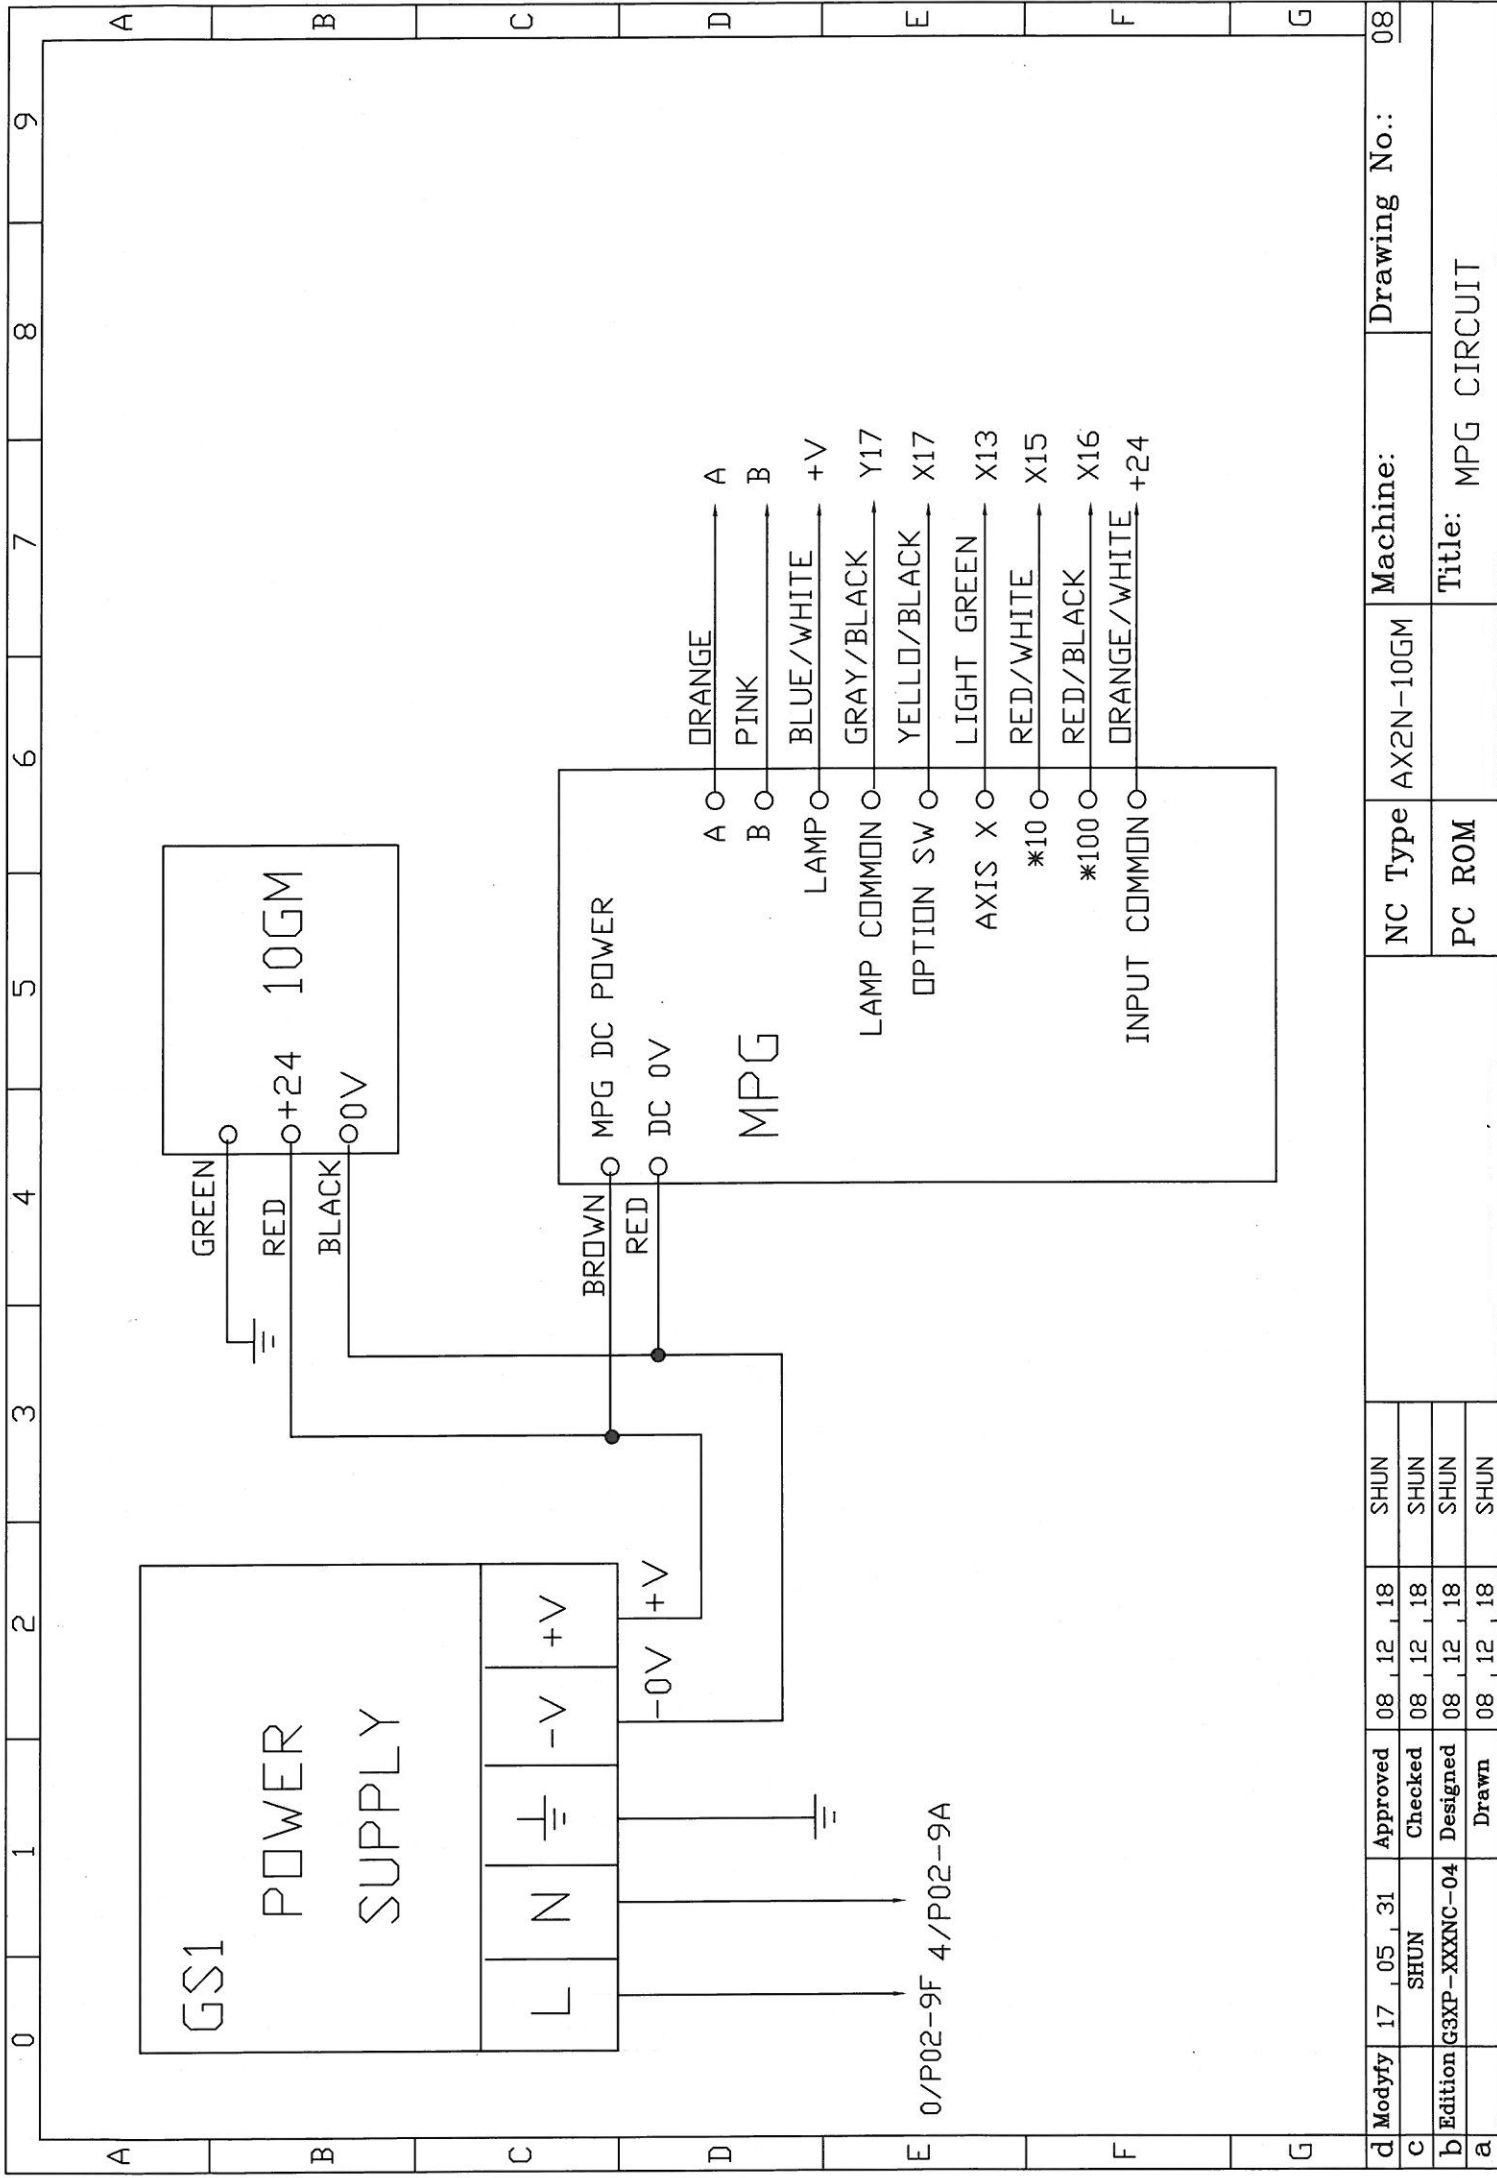 0 1 2 3 4 5 6 7 8 9
A A
B B
C C
D D
E E
F F
G G
GS1
POWER
SUPPLY
L N -V +V
-0V +V
0/P02-9F 4/P02-9A
GREEN
RED +24 10GM
BLACK 0V
BROWN MPG DC POWER
RED DC 0V
MPG
A ORANGE A
B PINK B
LAMP BLUE/WHITE +V
LAMP COMMON GRAY/BLACK Y17
OPTION SW YELLO/BLACK X17
AXIS X LIGHT GREEN X13
*10 RED/WHITE X15
*100 RED/BLACK X16
INPUT COMMON ORANGE/WHITE +24
d Modyfy 17 , 05 , 31 Approved 08 , 12 , 18 SHUN NC Type AX2N-10GM Machine: Drawing No.: 08
c SHUN Checked 08 , 12 , 18 SHUN
b Edition G3XP-XXXNC-04 Designed 08 , 12 , 18 SHUN PC ROM Title: MPG CIRCUIT
a Drawn 08 , 12 , 18 SHUN